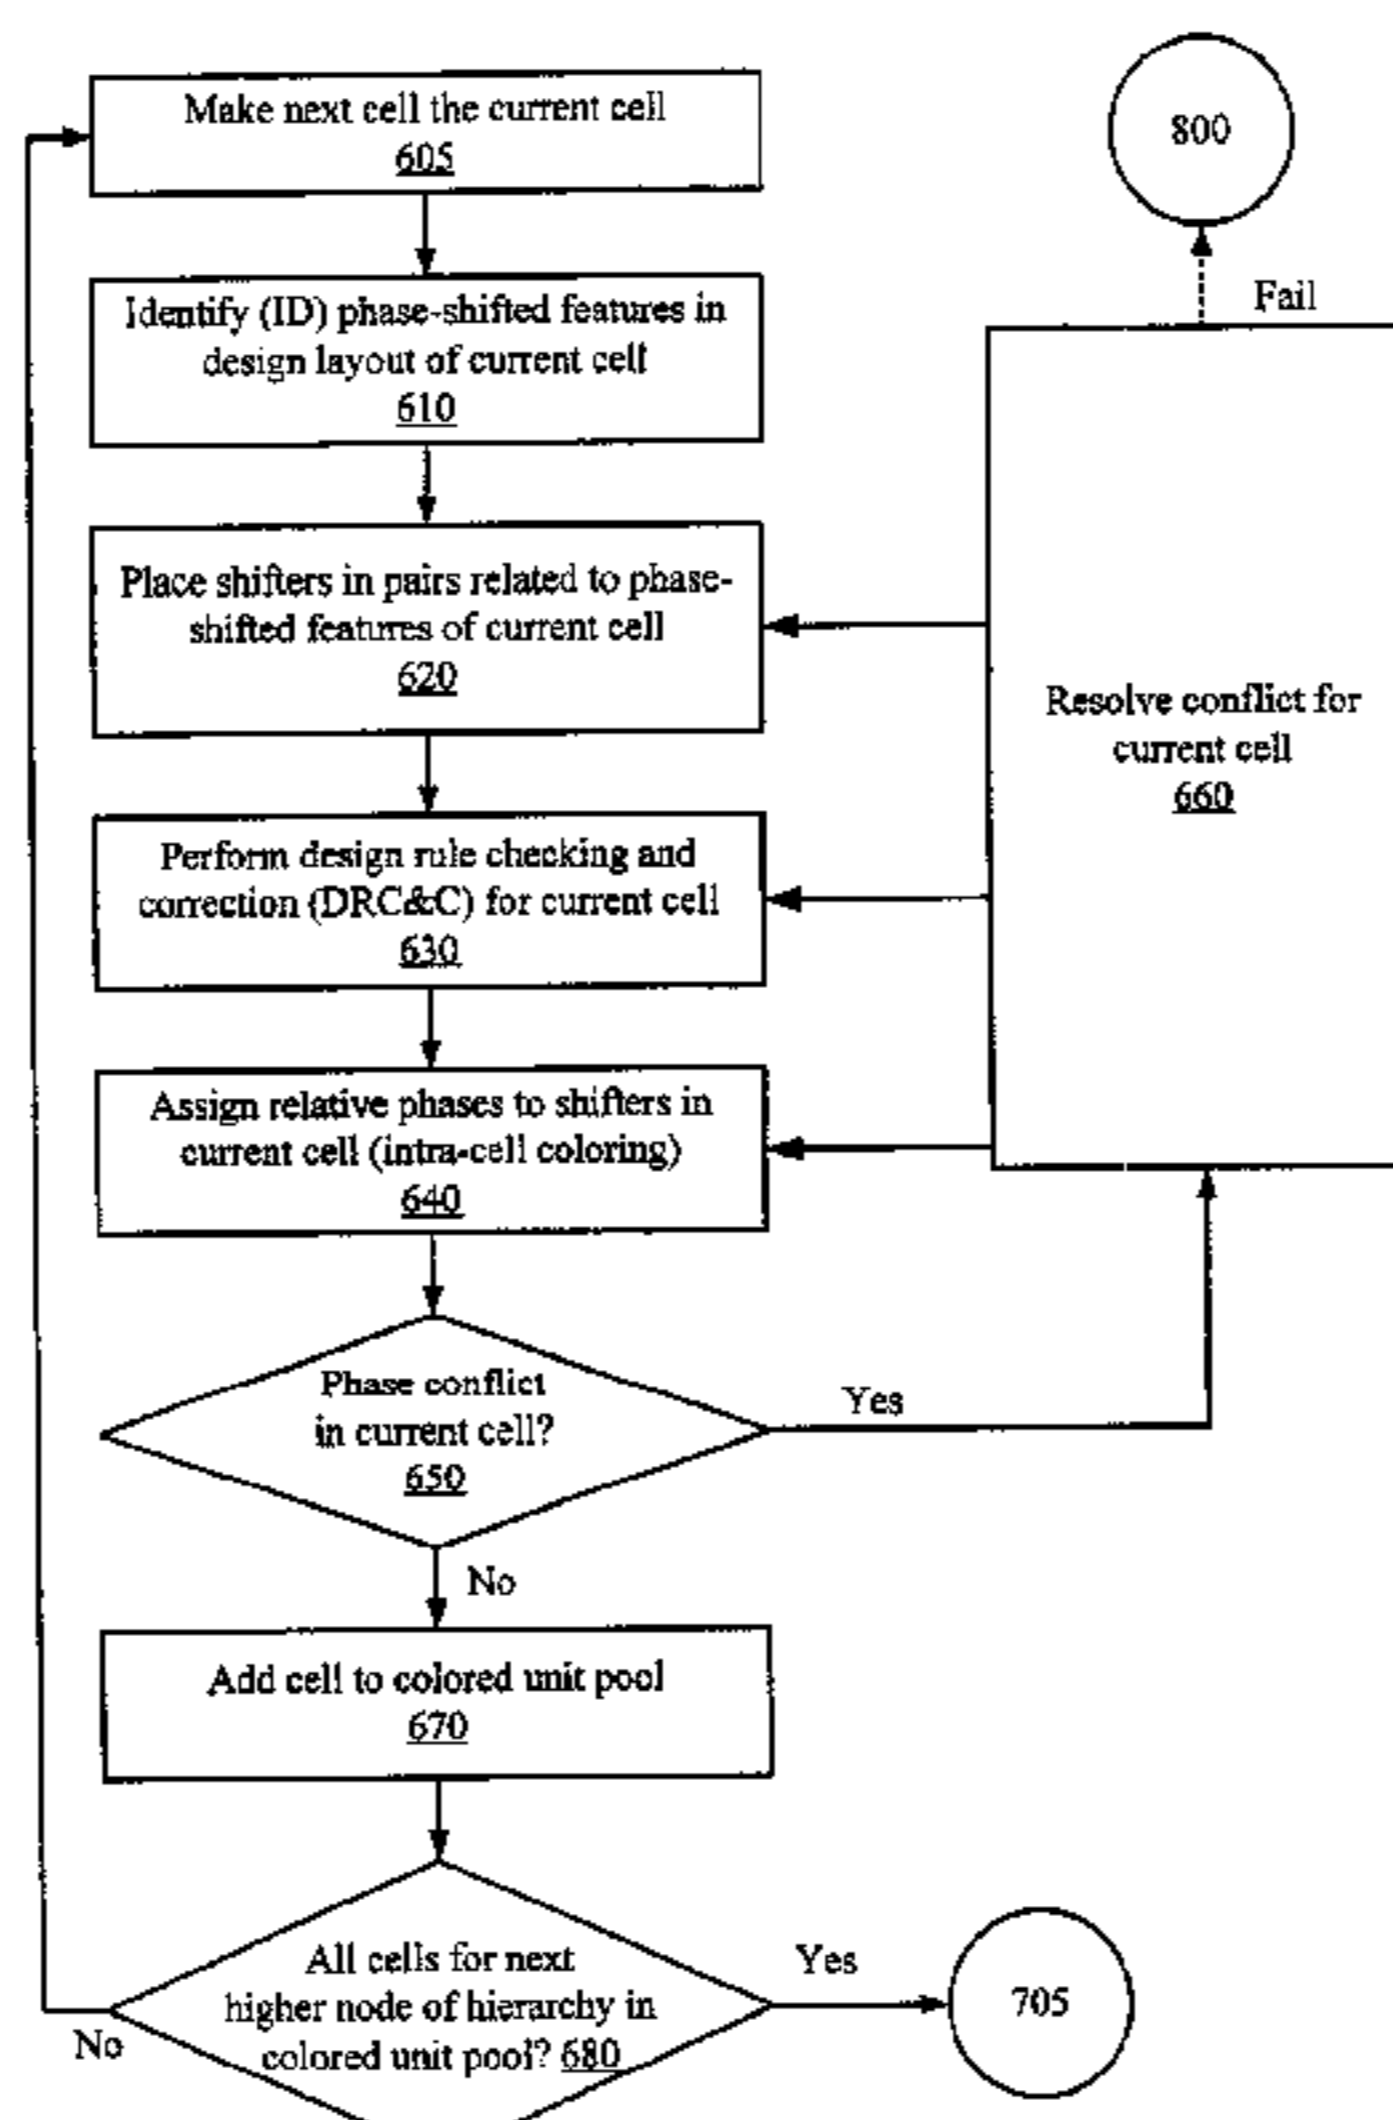 Make next cell the current cell
605
800
Fail
Identify (ID) phase-shifted features in
design layout of current cell
610
Place shifters in pairs related to phase-
shifted features of current cell
620
Resolve conflict for
current cell
660
Perform design rule checking and
correction (DRC&C) for current cell
630
Assign relative phases to shifters in
current cell (intra-cell coloring)
640
Phase conflict
in current cell?
650
Yes
No
Add cell to colored unit pool
670
All cells for next
higher node of hierarchy in
colored unit pool? 680
Yes
705
No